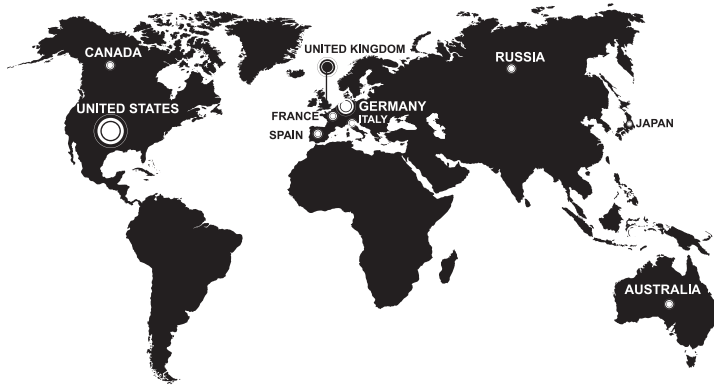 CANADA
UNITED KINGDOM
RUSSIA
UNITED STATES
GERMANY
FRANCE
ITALY
JAPAN
SPAIN
AUSTRALIA